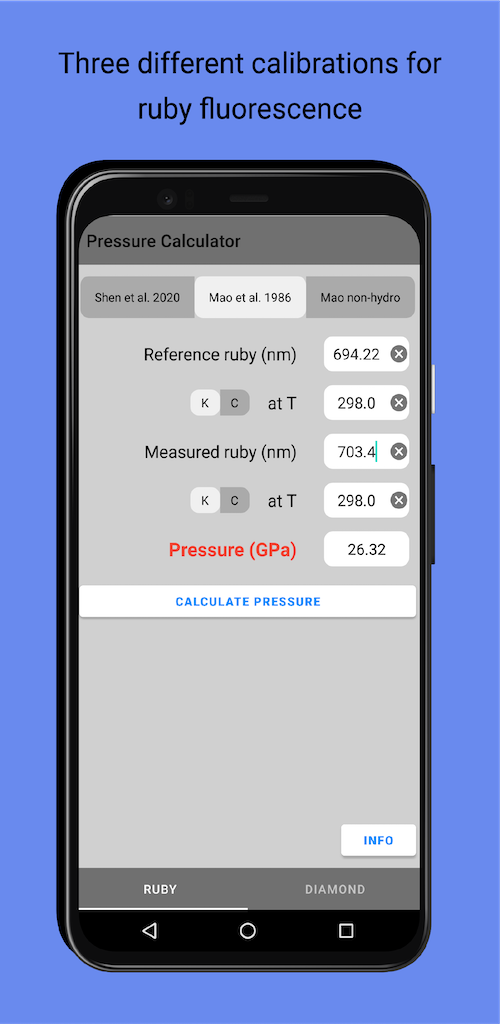 Three different calibrations for
ruby fluorescence
Pressure Calculator
Shen et al. 2020 Mao et al. 1986 Mao non-hydro
Reference ruby (nm) 694.22
K C at T 298.0
Measured ruby (nm) 703.4
K C at T 298.0
Pressure (GPa) 26.32
CALCULATE PRESSURE
INFO
RUBY DIAMOND